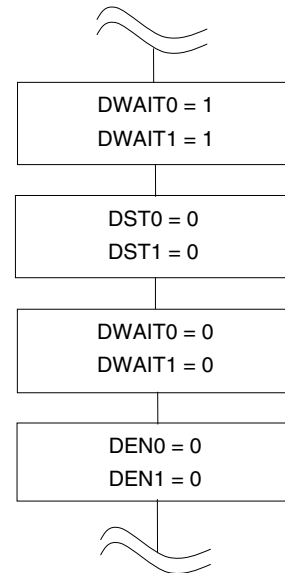 DWAIT0 = 1
DWAIT1 = 1
DST0 = 0
DST1 = 0
DWAIT0 = 0
DWAIT1 = 0
DEN0 = 0
DEN1 = 0